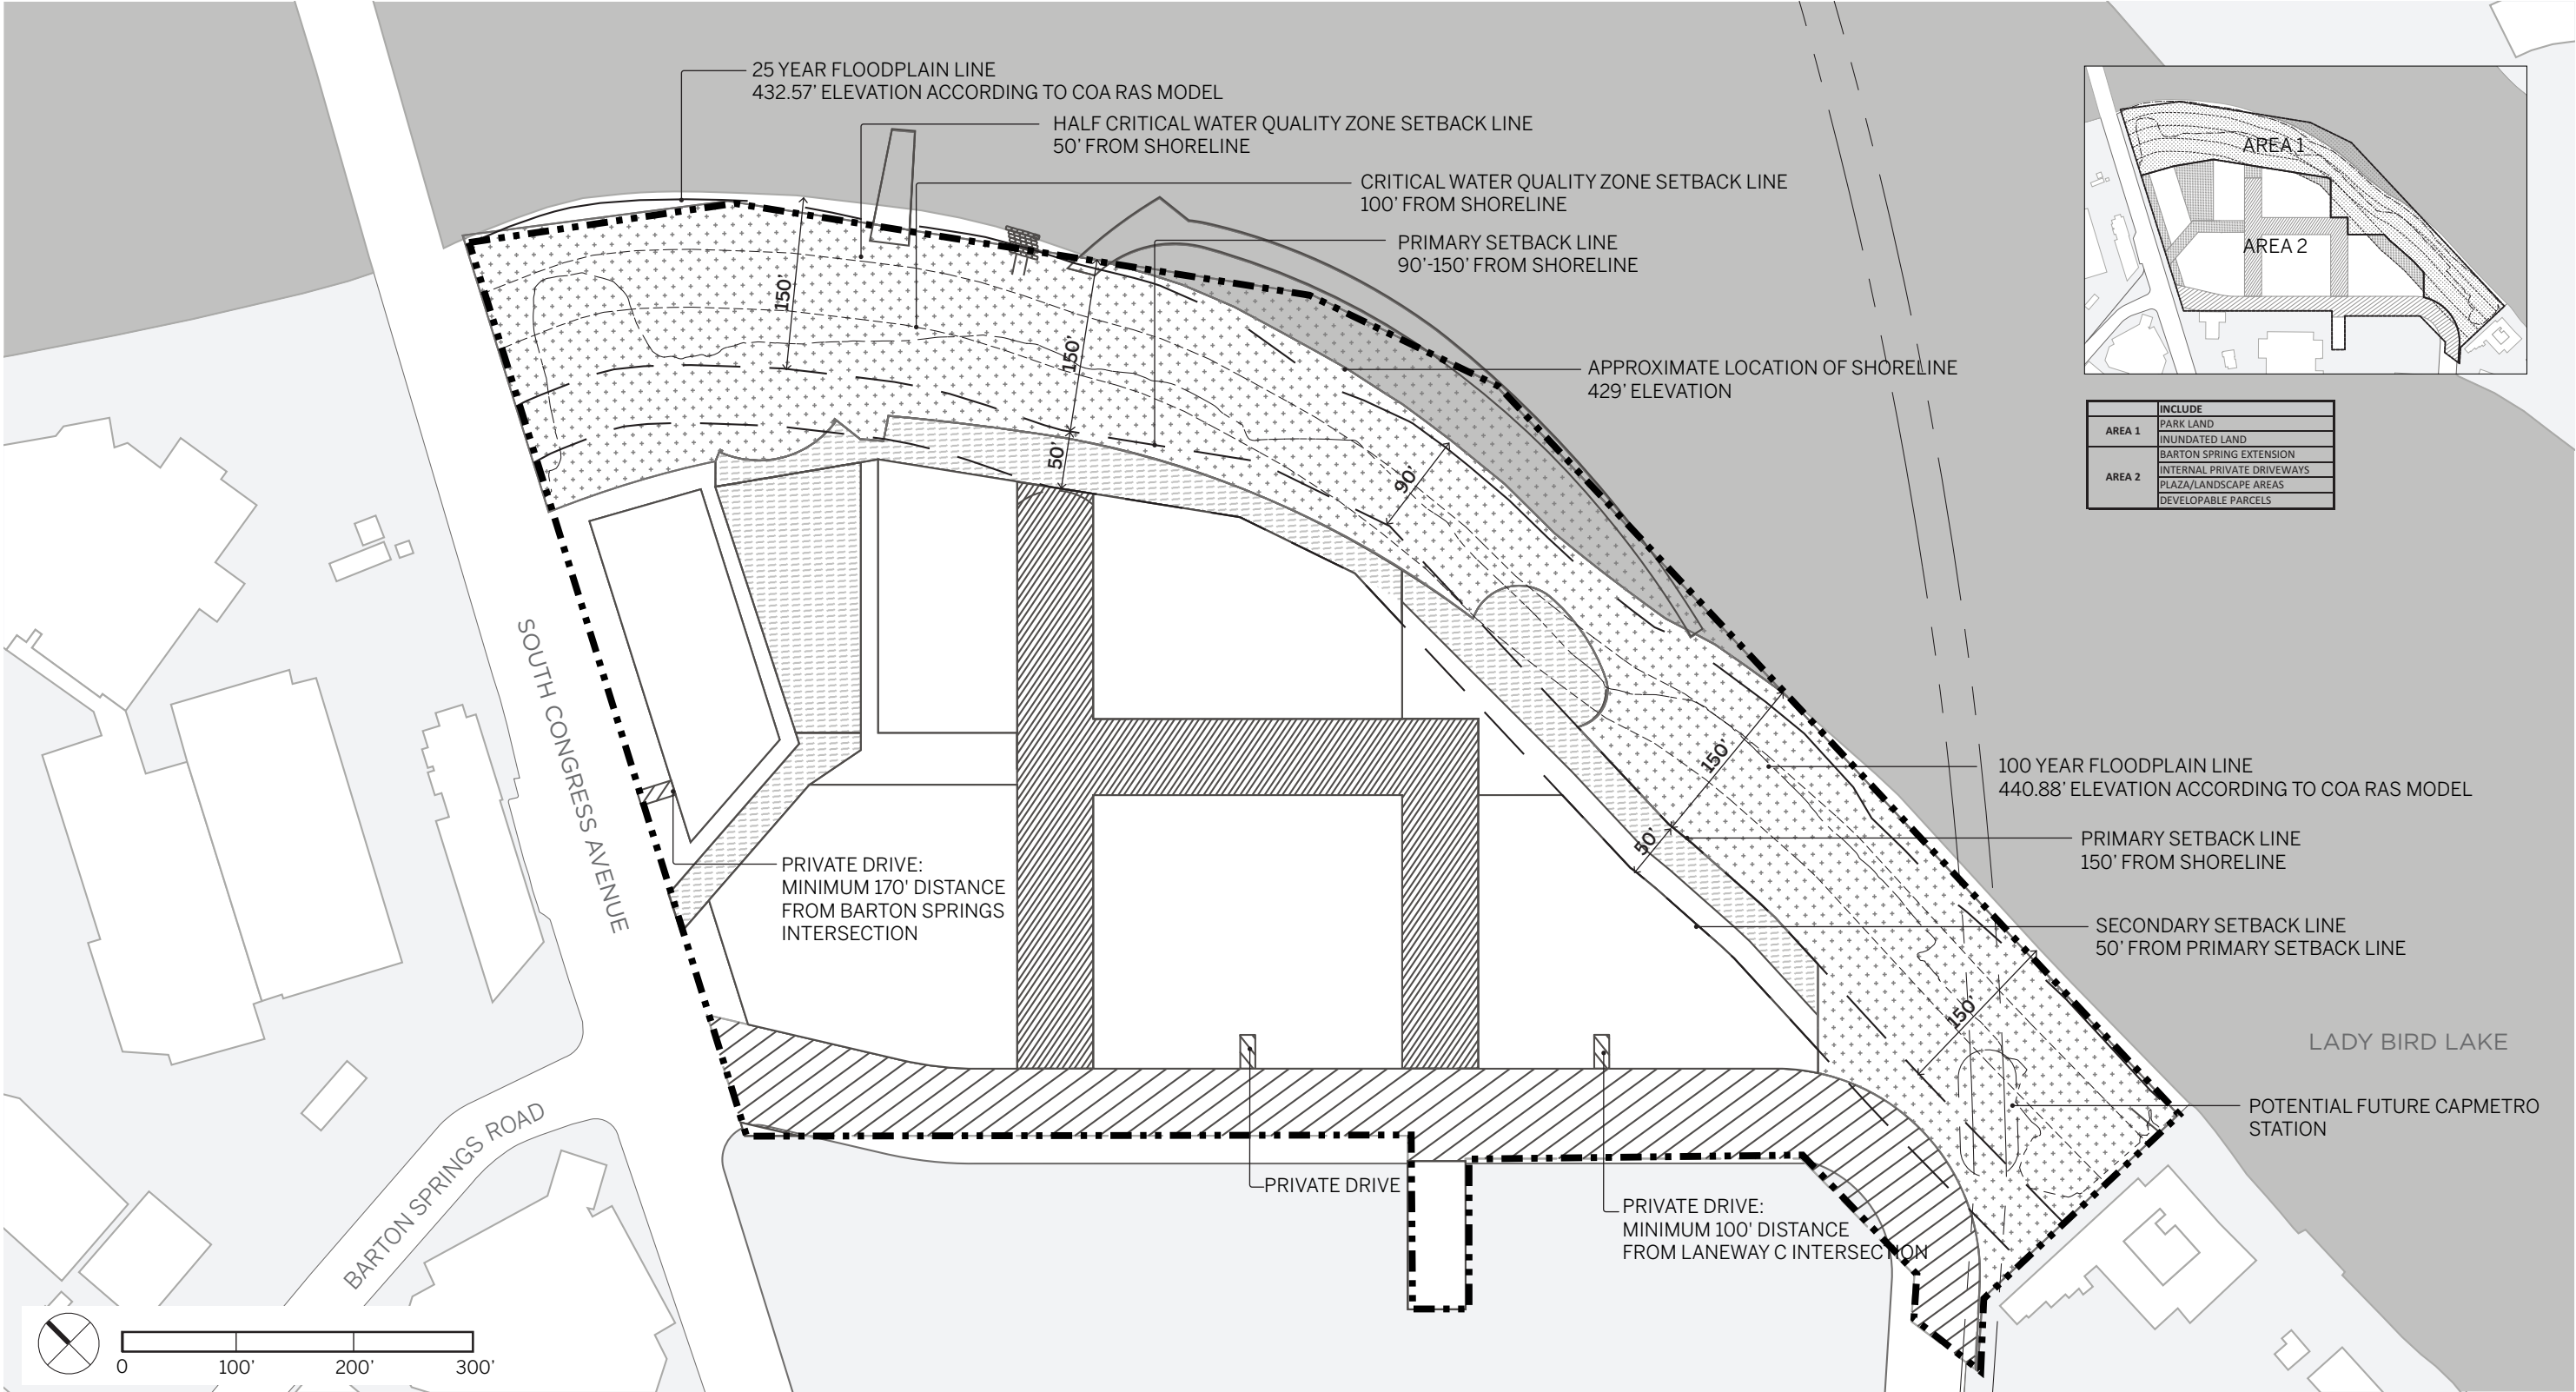 25 YEAR FLOODPLAIN LINE
432.57' ELEVATION ACCORDING TO COA RAS MODEL
HALF CRITICAL WATER QUALITY ZONE SETBACK LINE
50' FROM SHORELINE
CRITICAL WATER QUALITY ZONE SETBACK LINE
100' FROM SHORELINE
PRIMARY SETBACK LINE
90'-150' FROM SHORELINE
APPROXIMATE LOCATION OF SHORELINE
429' ELEVATION
AREA 1
AREA 2
INCLUDE
AREA 1
PARK LAND
INUNDATED LAND
AREA 2
BARTON SPRING EXTENSION
INTERNAL PRIVATE DRIVEWAYS
PLAZA/LANDSCAPE AREAS
DEVELOPABLE PARCELS
150'
150'
50'
90'
150'
50'
150'
SOUTH CONGRESS AVENUE
100 YEAR FLOODPLAIN LINE
440.88' ELEVATION ACCORDING TO COA RAS MODEL
PRIMARY SETBACK LINE
150' FROM SHORELINE
PRIVATE DRIVE:
MINIMUM 170' DISTANCE
FROM BARTON SPRINGS
INTERSECTION
SECONDARY SETBACK LINE
50' FROM PRIMARY SETBACK LINE
LADY BIRD LAKE
POTENTIAL FUTURE CAPMETRO
STATION
BARTON SPRINGS ROAD
PRIVATE DRIVE
PRIVATE DRIVE:
MINIMUM 100' DISTANCE
FROM LANEWAY C INTERSECTION
0 100' 200' 300'